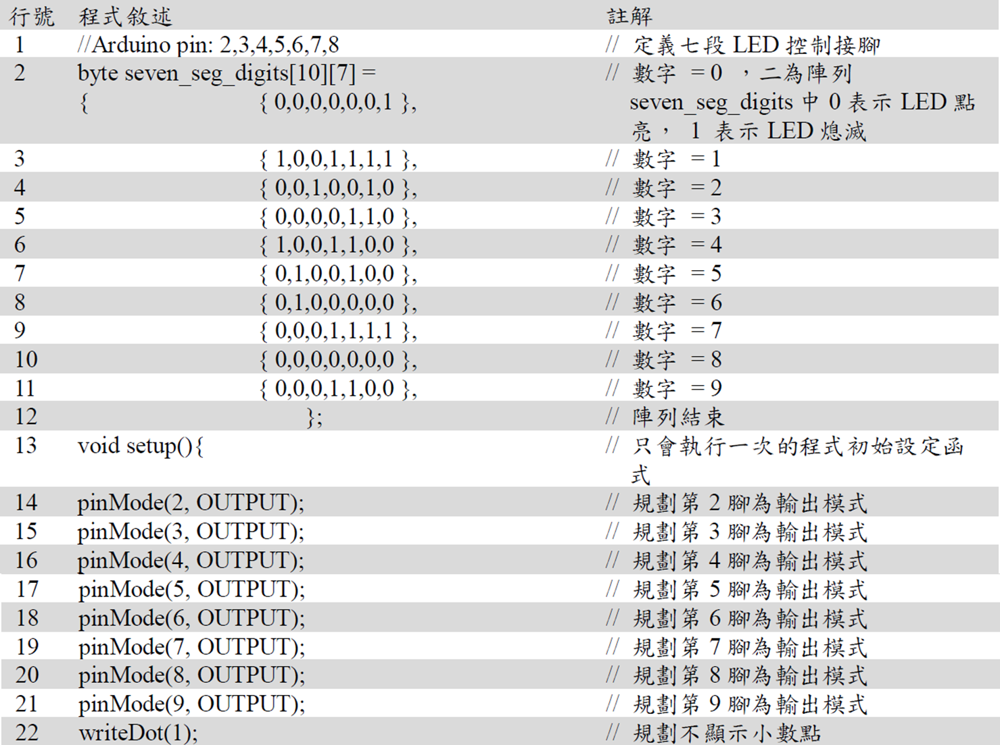 行號 程式敘述 註解
1 //Arduino pin: 2,3,4,5,6,7,8 // 定義七段 LED 控制接腳
2 byte seven_seg_digits[10][7] = // 數字 = 0 ，二為陣列
{ { 0,0,0,0,0,0,1 }, seven_seg_digits 中 0 表示 LED 點
亮， 1 表示 LED 熄滅
3 { 1,0,0,1,1,1,1 }, // 數字 = 1
4 { 0,0,1,0,0,1,0 }, // 數字 = 2
5 { 0,0,0,0,1,1,0 }, // 數字 = 3
6 { 1,0,0,1,1,0,0 }, // 數字 = 4
7 { 0,1,0,0,1,0,0 }, // 數字 = 5
8 { 0,1,0,0,0,0,0 }, // 數字 = 6
9 { 0,0,0,1,1,1,1 }, // 數字 = 7
10 { 0,0,0,0,0,0,0 }, // 數字 = 8
11 { 0,0,0,1,1,0,0 }, // 數字 = 9
12 }; // 陣列結束
13 void setup(){ // 只會執行一次的程式初始設定函
式
14 pinMode(2, OUTPUT); // 規劃第 2 腳為輸出模式
15 pinMode(3, OUTPUT); // 規劃第 3 腳為輸出模式
16 pinMode(4, OUTPUT); // 規劃第 4 腳為輸出模式
17 pinMode(5, OUTPUT); // 規劃第 5 腳為輸出模式
18 pinMode(6, OUTPUT); // 規劃第 6 腳為輸出模式
19 pinMode(7, OUTPUT); // 規劃第 7 腳為輸出模式
20 pinMode(8, OUTPUT); // 規劃第 8 腳為輸出模式
21 pinMode(9, OUTPUT); // 規劃第 9 腳為輸出模式
22 writeDot(1); // 規劃不顯示小數點